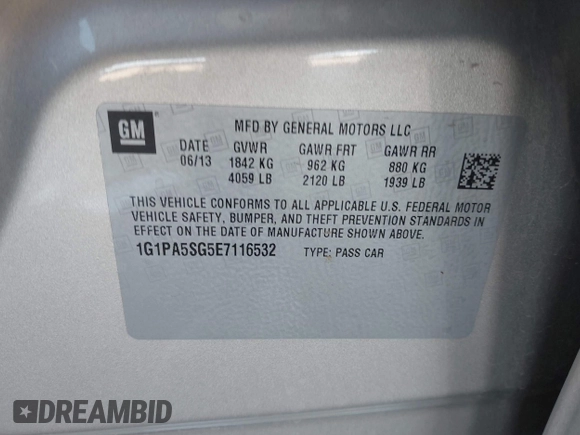 GM
MFD BY GENERAL MOTORS LLC
DATE GVWR GAWR FRT GAWR RR
06/13 1842 KG 962 KG 880 KG
4059 LB 2120 LB 1939 LB
THIS VEHICLE CONFORMS TO ALL APPLICABLE U.S. FEDERAL MOTOR
VEHICLE SAFETY, BUMPER, AND THEFT PREVENTION STANDARDS IN
EFFECT ON THE DATE OF MANUFACTURE SHOWN ABOVE.
1G1PA5SG5E7116532 TYPE: PASS CAR
DREAMBID